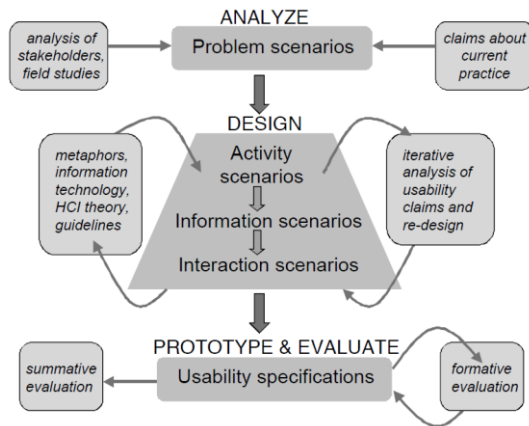 ANALYZE
analysis of
stakeholders,
field studies
Problem scenarios
claims about
current
practice
DESIGN
metaphors,
information
technology,
HCI theory,
guidelines
Activity
scenarios
Information scenarios
Interaction scenarios
iterative
analysis of
usability
claims and
re-design
PROTOTYPE & EVALUATE
summative
evaluation
Usability specifications
formative
evaluation